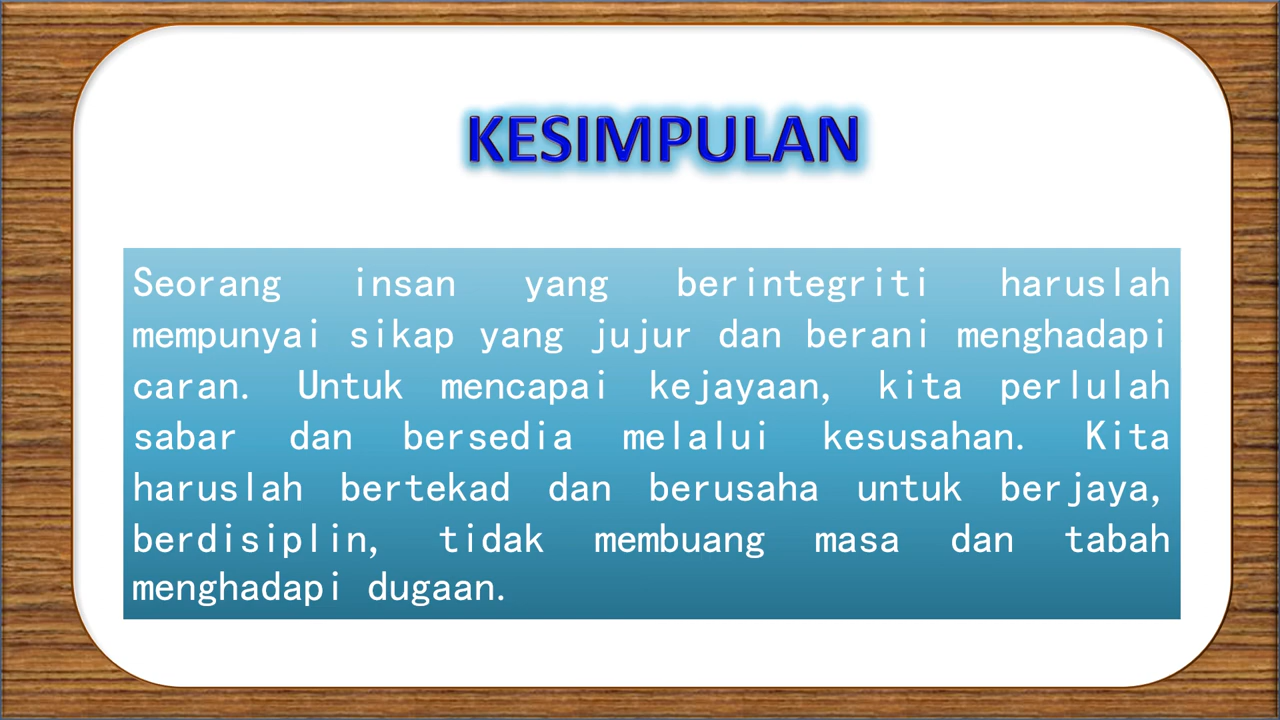 KESIMPULAN
Seorang insan yang berintegriti haruslah
mempunyai sikap yang jujur dan berani menghadapi
caran. Untuk mencapai kejayaan, kita perlulah
sabar dan bersedia melalui kesusahan. Kita
haruslah bertekad dan berusaha untuk berjaya,
berdisiplin, tidak membuang masa dan tabah
menghadapi dugaan.